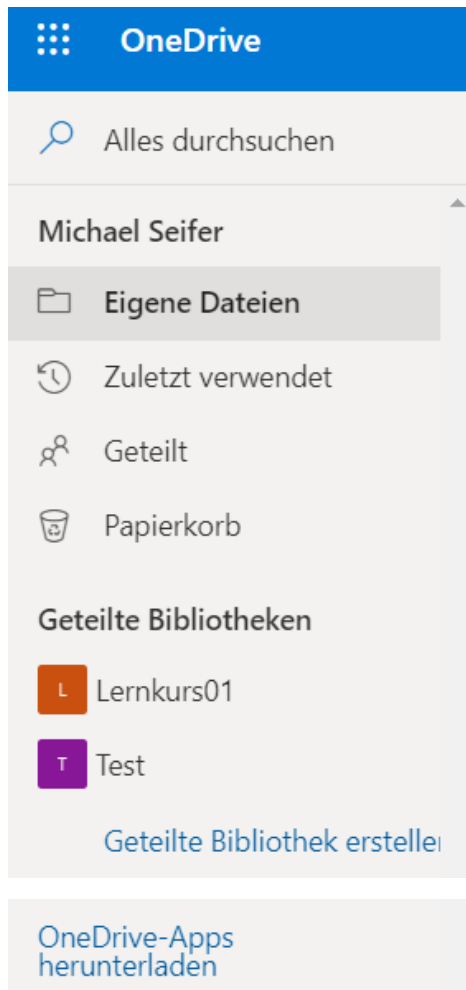 OneDrive
Alles durchsuchen
Michael Seifer
Eigene Dateien
Zuletzt verwendet
Geteilt
Papierkorb
Geteilte Bibliotheken
L Lernkurs01
T Test
Geteilte Bibliothek erstellen
OneDrive-Apps
herunterladen